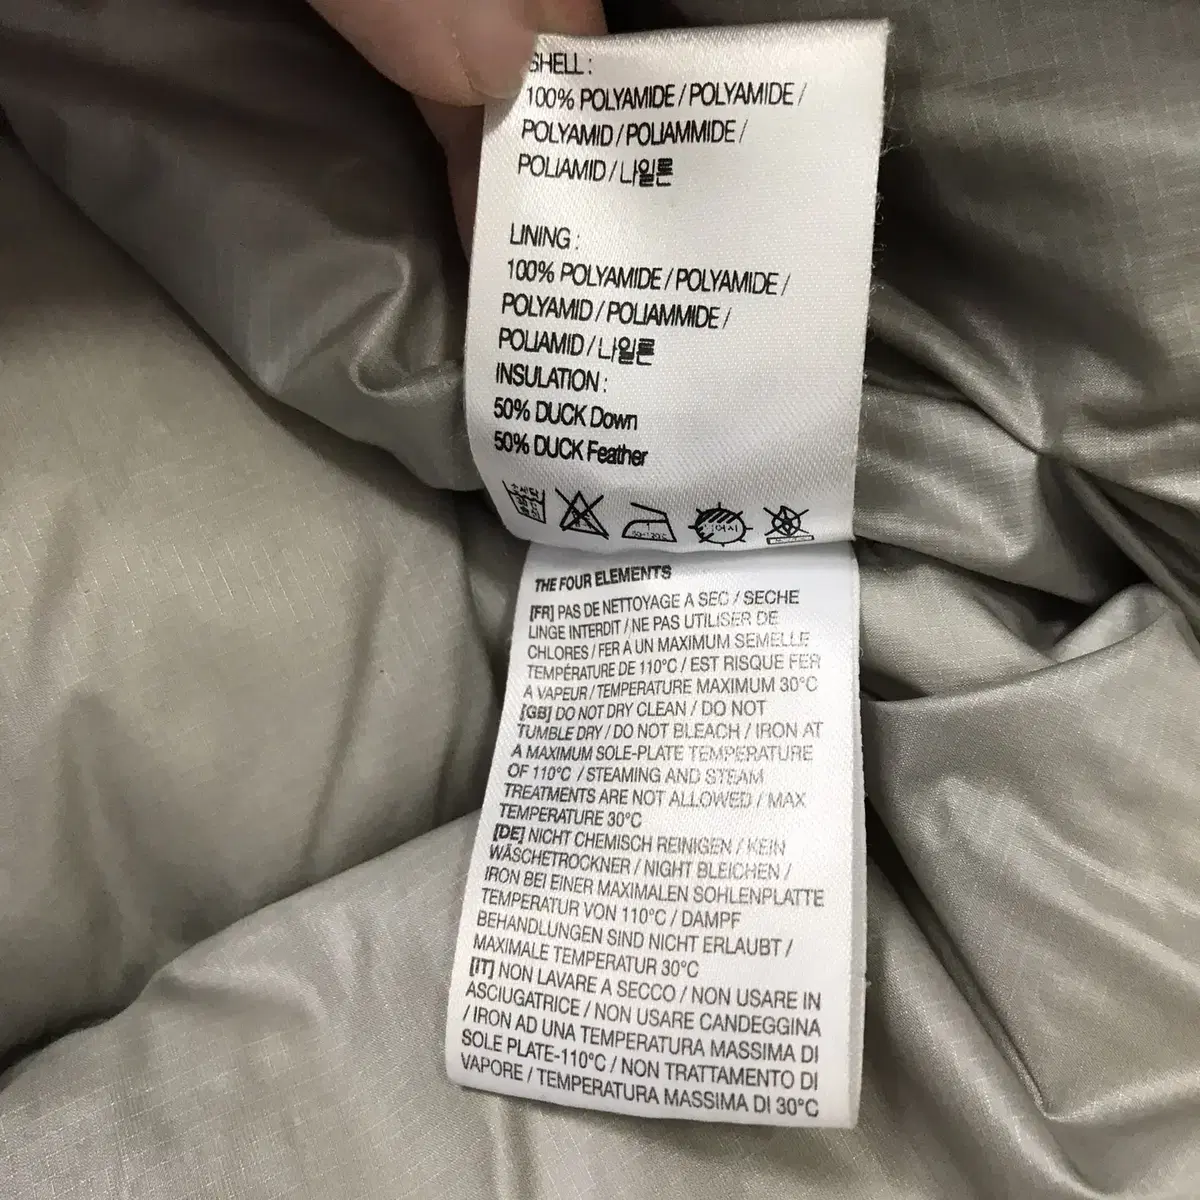 SHELL :
100% POLYAMIDE / POLYAMIDE /
POLYAMID / POLIAMMIDE /
POLIAMID / 나일론
LINING :
100% POLYAMIDE / POLYAMIDE /
POLYAMID / POLIAMMIDE /
POLIAMID / 나일론
INSULATION :
50% DUCK Down
50% DUCK Feather
THE FOUR ELEMENTS
[FR] PAS DE NETTOYAGE A SEC / SECHE
LINGE INTERDIT / NE PAS UTILISER DE
CHLORES / FER A UN MAXIMUM SEMELLE
TEMPÉRATURE DE 110°C / EST RISQUE FER
A VAPEUR / TEMPERATURE MAXIMUM 30°C
[GB] DO NOT DRY CLEAN / DO NOT
TUMBLE DRY / DO NOT BLEACH / IRON AT
A MAXIMUM SOLE-PLATE TEMPERATURE
OF 110°C / STEAMING AND STEAM
TREATMENTS ARE NOT ALLOWED / MAX
TEMPERATURE 30°C
[DE] NICHT CHEMISCH REINIGEN / KEIN
WÄSCHETROCKNER / NIGHT BLEICHEN /
IRON BEI EINER MAXIMALEN SOHLENPLATTE
TEMPERATUR VON 110°C / DAMPF
BEHANDLUNGEN SIND NICHT ERLAUBT /
MAXIMALE TEMPERATUR 30°C
[IT] NON LAVARE A SECCO / NON USARE IN
ASCIUGATRICE / NON USARE CANDEGGINA
/ IRON AD UNA TEMPERATURA MASSIMA DI
SOLE PLATE-110°C / NON TRATTAMENTO DI
VAPORE / TEMPERATURA MASSIMA DI 30°C